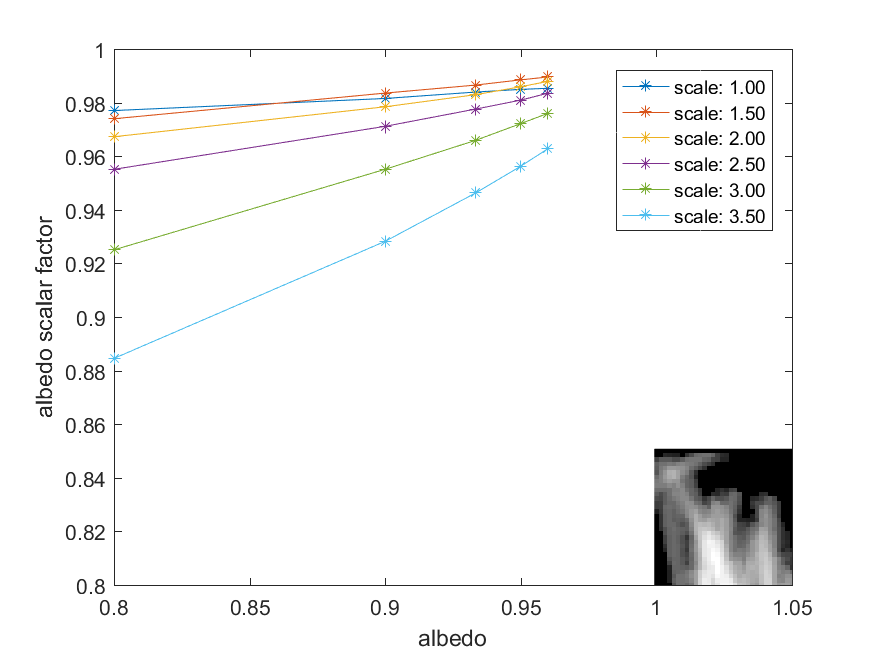 1
0.98
0.96
0.94
0.92
0.9
0.88
0.86
0.84
0.82
0.8
albedo scalar factor
0.8
0.85
0.9
0.95
1
1.05
albedo
scale: 1.00
scale: 1.50
scale: 2.00
scale: 2.50
scale: 3.00
scale: 3.50